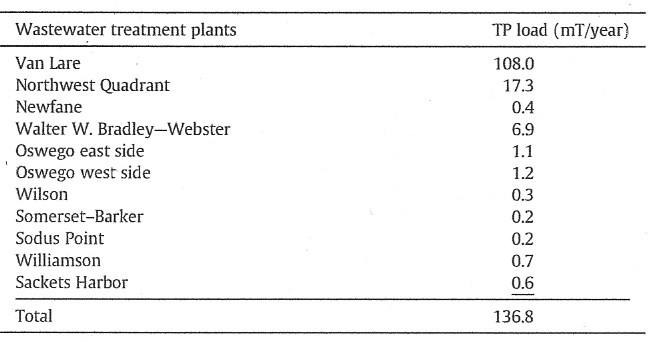 Wastewater treatment plants TP load (mT/year)
Van Lare 108.0
Northwest Quadrant 17.3
Newfane 0.4
Walter W. Bradley—Webster 6.9
Oswego east side 1.1
Oswego west side 1.2
Wilson 0.3
Somerset–Barker 0.2
Sodus Point 0.2
Williamson 0.7
Sackets Harbor 0.6
Total 136.8